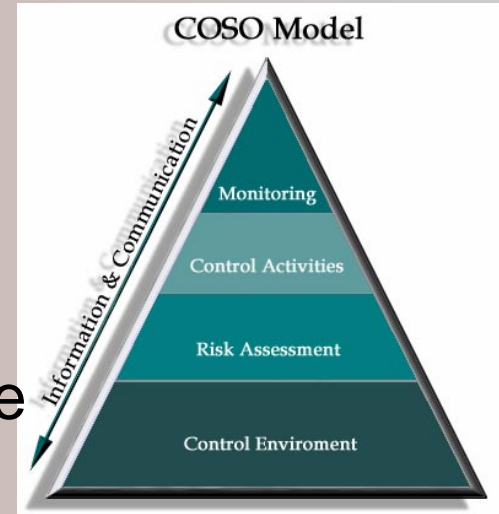 COSO Model
Information & Communication
Monitoring
Control Activities
Risk Assessment
e
Control Enviroment